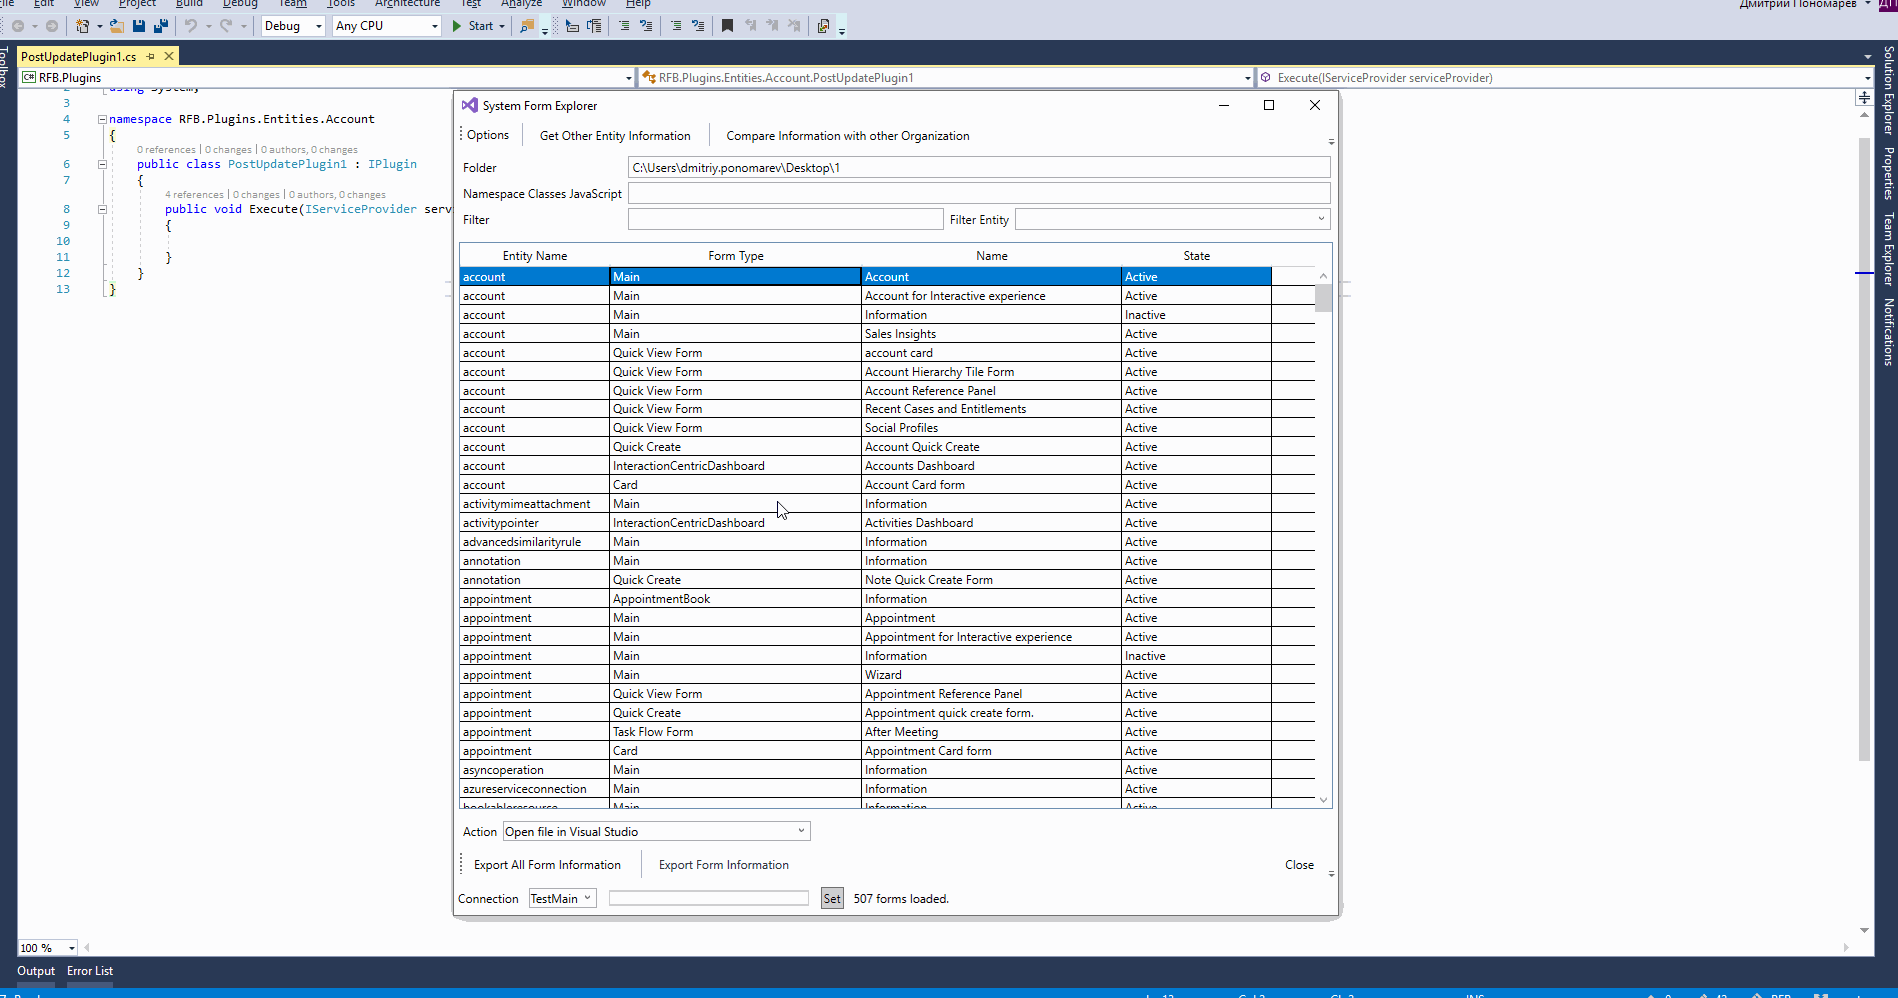 File Edit View Project Build Debug Team Tools Architecture Test Analyze Window Help
Дмитрий Пономарев ДП
Debug Any CPU Start
PostUpdatePlugin1.cs
RFB.Plugins RFB.Plugins.Entities.Account.PostUpdatePlugin1 Execute(IServiceProvider serviceProvider)
Toolbox
Solution Explorer
Properties
Team Explorer
Notifications
2 using System;
3
4 namespace RFB.Plugins.Entities.Account
5 {
0 references | 0 changes | 0 authors, 0 changes
6 public class PostUpdatePlugin1 : IPlugin
7 {
4 references | 0 changes | 0 authors, 0 changes
8 public void Execute(IServiceProvider serv
9 {
10
11 }
12 }
13 }
System Form Explorer
Options Get Other Entity Information Compare Information with other Organization
Folder C:\Users\dmitriy.ponomarev\Desktop\1
Namespace Classes JavaScript
Filter Filter Entity
Entity Name Form Type Name State
account Main Account Active
account Main Account for Interactive experience Active
account Main Information Inactive
account Main Sales Insights Active
account Quick View Form account card Active
account Quick View Form Account Hierarchy Tile Form Active
account Quick View Form Account Reference Panel Active
account Quick View Form Recent Cases and Entitlements Active
account Quick View Form Social Profiles Active
account Quick Create Account Quick Create Active
account InteractionCentricDashboard Accounts Dashboard Active
account Card Account Card form Active
activitymimeattachment Main Information Active
activitypointer InteractionCentricDashboard Activities Dashboard Active
advancedsimilarityrule Main Information Active
annotation Main Information Active
annotation Quick Create Note Quick Create Form Active
appointment AppointmentBook Information Active
appointment Main Appointment Active
appointment Main Appointment for Interactive experience Active
appointment Main Information Inactive
appointment Main Wizard Active
appointment Quick View Form Appointment Reference Panel Active
appointment Quick Create Appointment quick create form. Active
appointment Task Flow Form After Meeting Active
appointment Card Appointment Card form Active
asyncoperation Main Information Active
azureserviceconnection Main Information Active
bookableresource Main Information Active
Action Open file in Visual Studio
Export All Form Information Export Form Information Close
Connection TestMain Set 507 forms loaded.
100 %
Output Error List